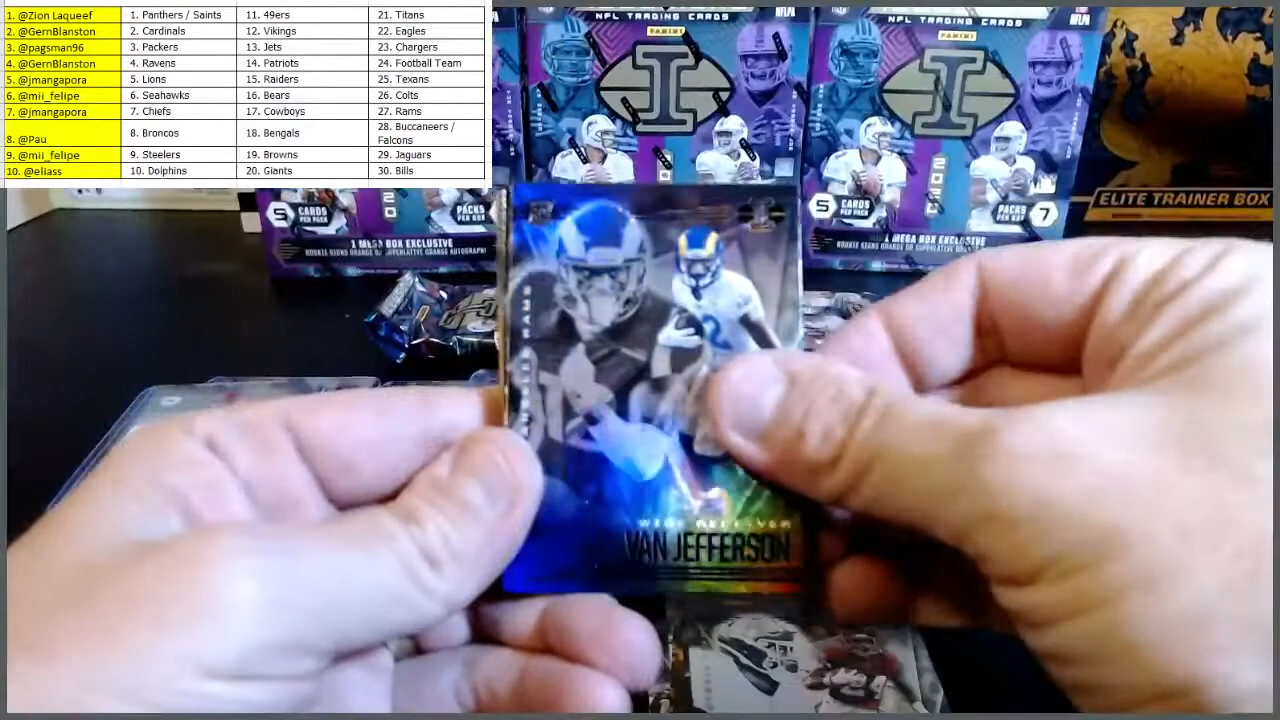 1. @Zion Laqueef 1. Panthers / Saints 11. 49ers 21. Titans
2. @GernBlanston 2. Cardinals 12. Vikings 22. Eagles
3. @pagsman96 3. Packers 13. Jets 23. Chargers
4. @GernBlanston 4. Ravens 14. Patriots 24. Football Team
5. @jmangapora 5. Lions 15. Raiders 25. Texans
6. @mii_felipe 6. Seahawks 16. Bears 26. Colts
7. @jmangapora 7. Chiefs 17. Cowboys 27. Rams
8. @Pau 8. Broncos 18. Bengals 28. Buccaneers / Falcons
9. @mii_felipe 9. Steelers 19. Browns 29. Jaguars
10. @eliass 10. Dolphins 20. Giants 30. Bills
NFL TRADING CARDS
PANINI
NFL TRADING CARDS
PANINI
ELITE TRAINER BOX
5 CARDS PER PACK
5 CARDS PER PACK
PACKS PER BOX 7
1 MEGA BOX EXCLUSIVE
1 MEGA BOX EXCLUSIVE
WIDE RECEIVER
VAN JEFFERSON